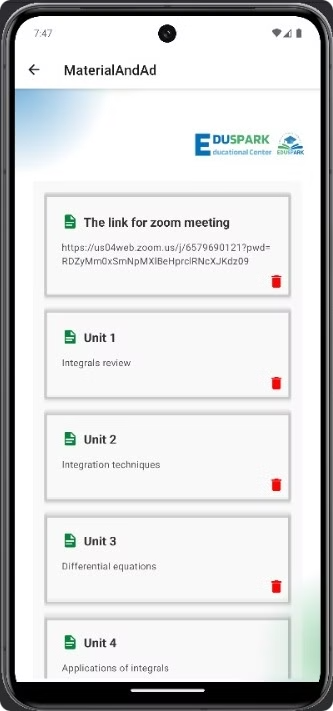 7:47
MaterialAndAd
EDUSPARK
Educational Center
EDUSPARK
The link for zoom meeting
https://us04web.zoom.us/j/6579690121?pwd=
RDZyMm0xSmNpMXlBeHprclRNcXJKdz09
Unit 1
Integrals review
Unit 2
Integration techniques
Unit 3
Differential equations
Unit 4
Applications of integrals